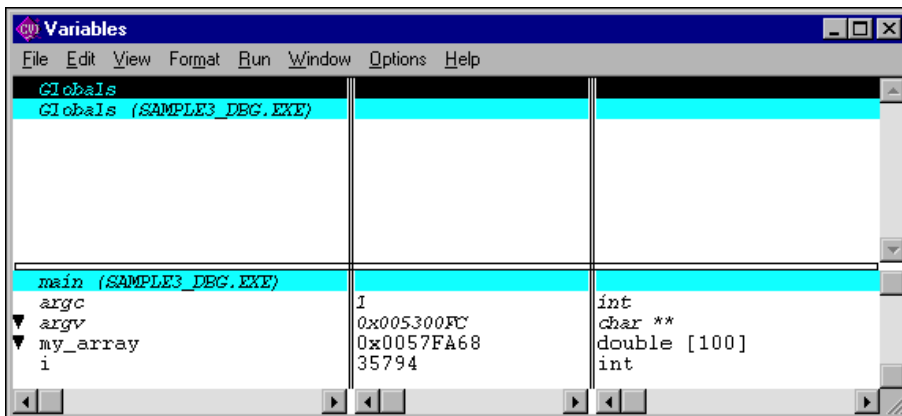 CVI Variables
File Edit View Format Run Window Options Help
Globals
Globals (SAMPLE3_DBG.EXE)
main (SAMPLE3_DBG.EXE)
argc 1 int
argv 0x005300FC char **
my_array 0x0057FA68 double [100]
i 35794 int